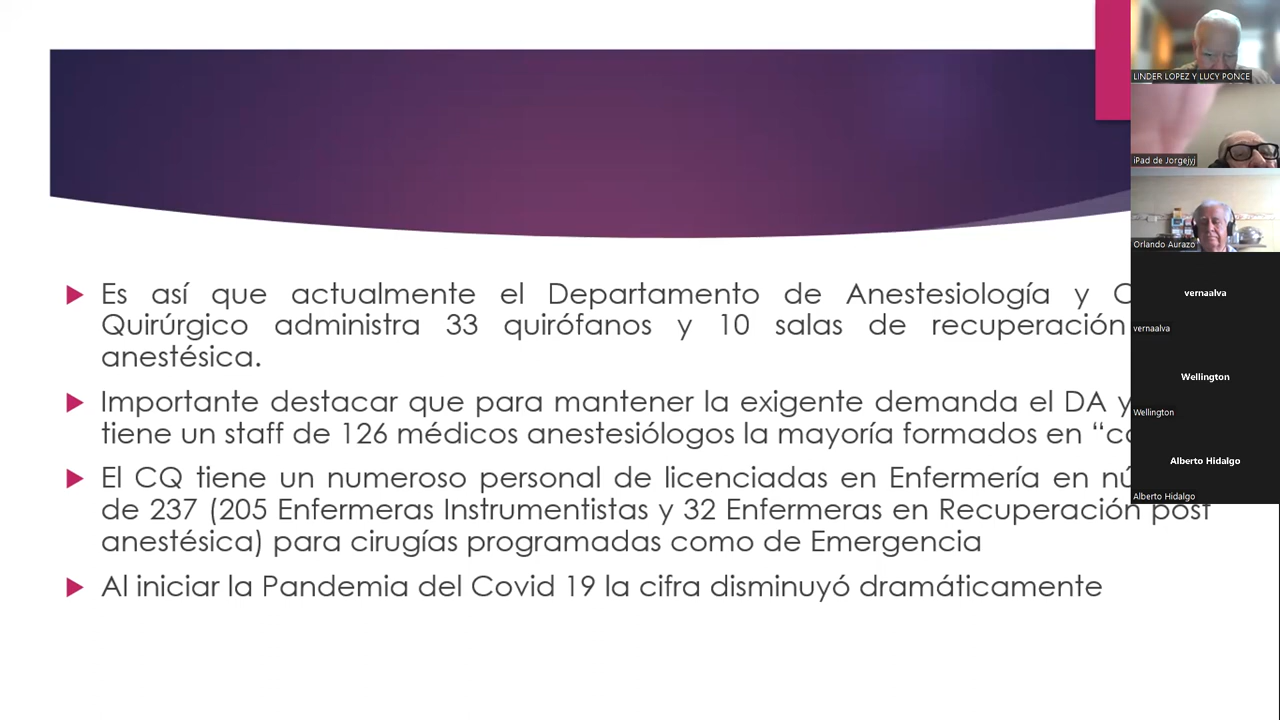 Es así que actualmente el Departamento de Anestesiología y
Quirúrgico administra 33 quirófanos y 10 salas de recuperación
anestésica.
Importante destacar que para mantener la exigente demanda el DA y
tiene un staff de 126 médicos anestesiólogos la mayoría formados en
El CQ tiene un numeroso personal de licenciadas en Enfermería en
de 237 (205 Enfermeras Instrumentistas y 32 Enfermeras en Recuperación post
anestésica) para cirugías programadas como de Emergencia
Al iniciar la Pandemia del Covid 19 la cifra disminuyó dramáticamente
LINDER LOPEZ Y LUCY PONCE
iPad de Jorgejyj
Orlando Aurazo
vernaalva
vernaalva
Wellington
Wellington
Alberto Hidalgo
Alberto Hidalgo